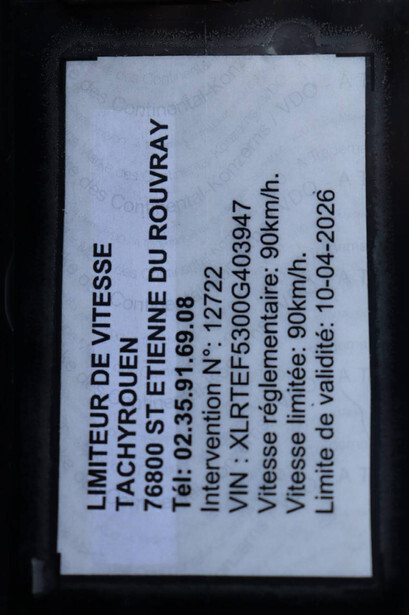 LIMITEUR DE VITESSE
TACHYROUEN
76800 ST ETIENNE DU ROUVRAY
Tél: 02.35.91.69.08
Intervention N°: 12722
VIN : XLRTEF5300G403947
Vitesse réglementaire: 90km/h.
Vitesse limitée: 90km/h.
Limite de validité: 10-04-2026